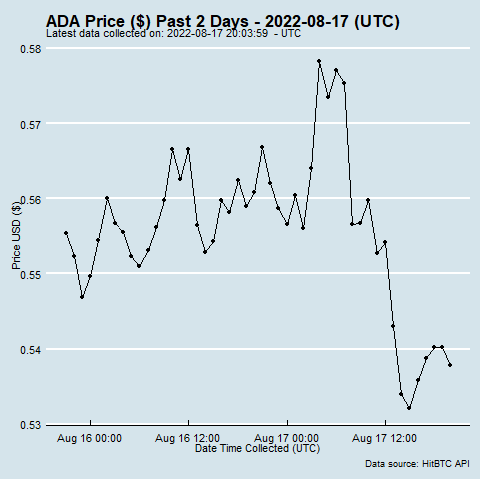 ADA Price ($) Past 2 Days - 2022-08-17 (UTC)
Latest data collected on: 2022-08-17 20:03:59 - UTC
0.58
0.57
0.56
0.55
0.54
0.53
Price USD ($)
Aug 16 00:00 Aug 16 12:00 Aug 17 00:00 Aug 17 12:00
Date Time Collected (UTC)
Data source: HitBTC API